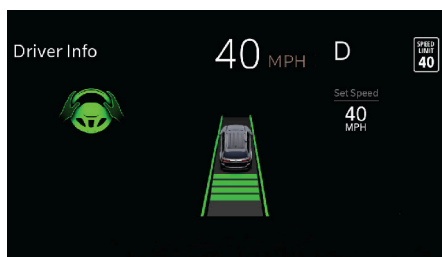 Driver Info
40 MPH
D
SPEED
LIMIT
40
Set Speed
40
MPH